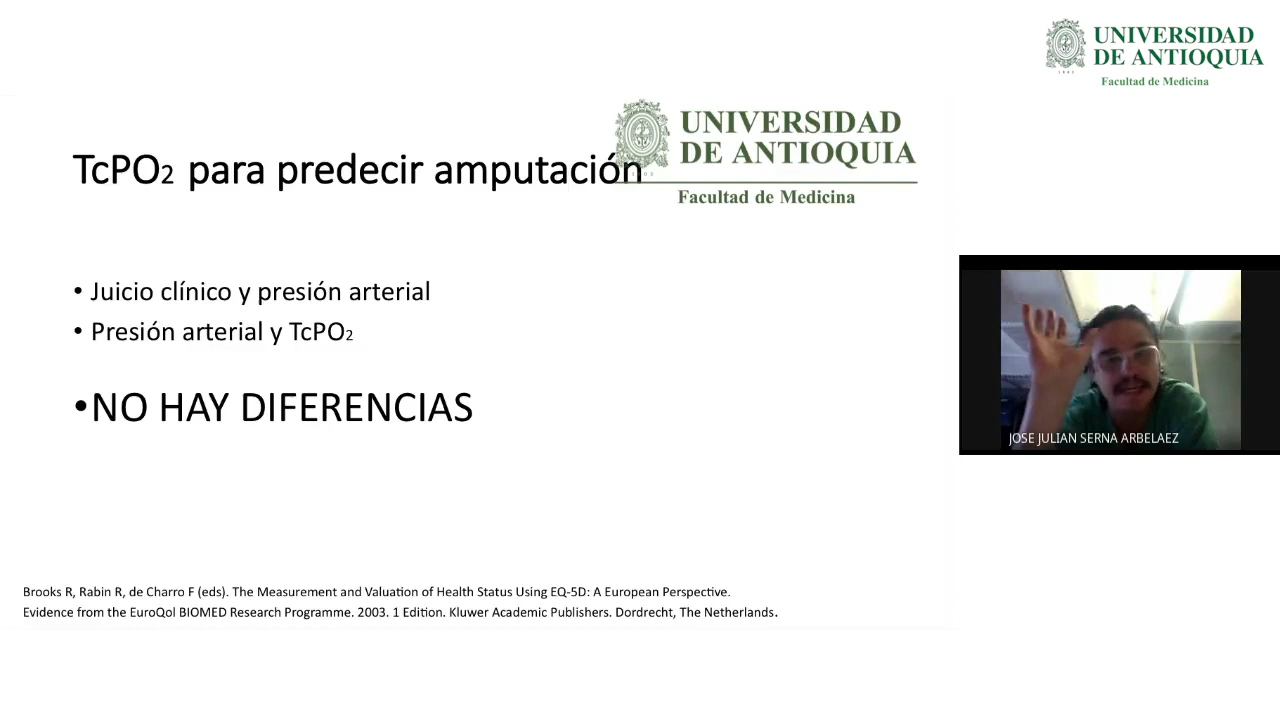 UNIVERSIDAD
DE ANTIOQUIA
1803
Facultad de Medicina
UNIVERSIDAD
DE ANTIOQUIA
1803
Facultad de Medicina
TcPO2 para predecir amputación
• Juicio clínico y presión arterial
• Presión arterial y TcPO2
•NO HAY DIFERENCIAS
JOSE JULIAN SERNA ARBELAEZ
Brooks R, Rabin R, de Charro F (eds). The Measurement and Valuation of Health Status Using EQ-5D: A European Perspective.
Evidence from the EuroQol BIOMED Research Programme. 2003. 1 Edition. Kluwer Academic Publishers. Dordrecht, The Netherlands.